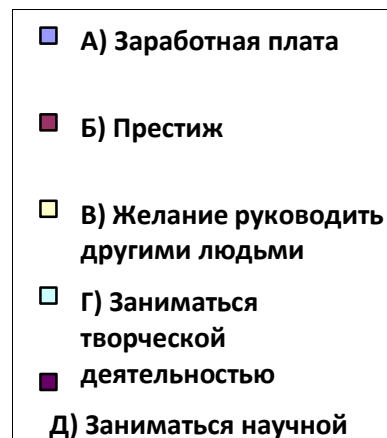 А) Заработная плата
Б) Престиж
В) Желание руководить
другими людьми
Г) Заниматься
творческой
деятельностью
Д) Заниматься научной